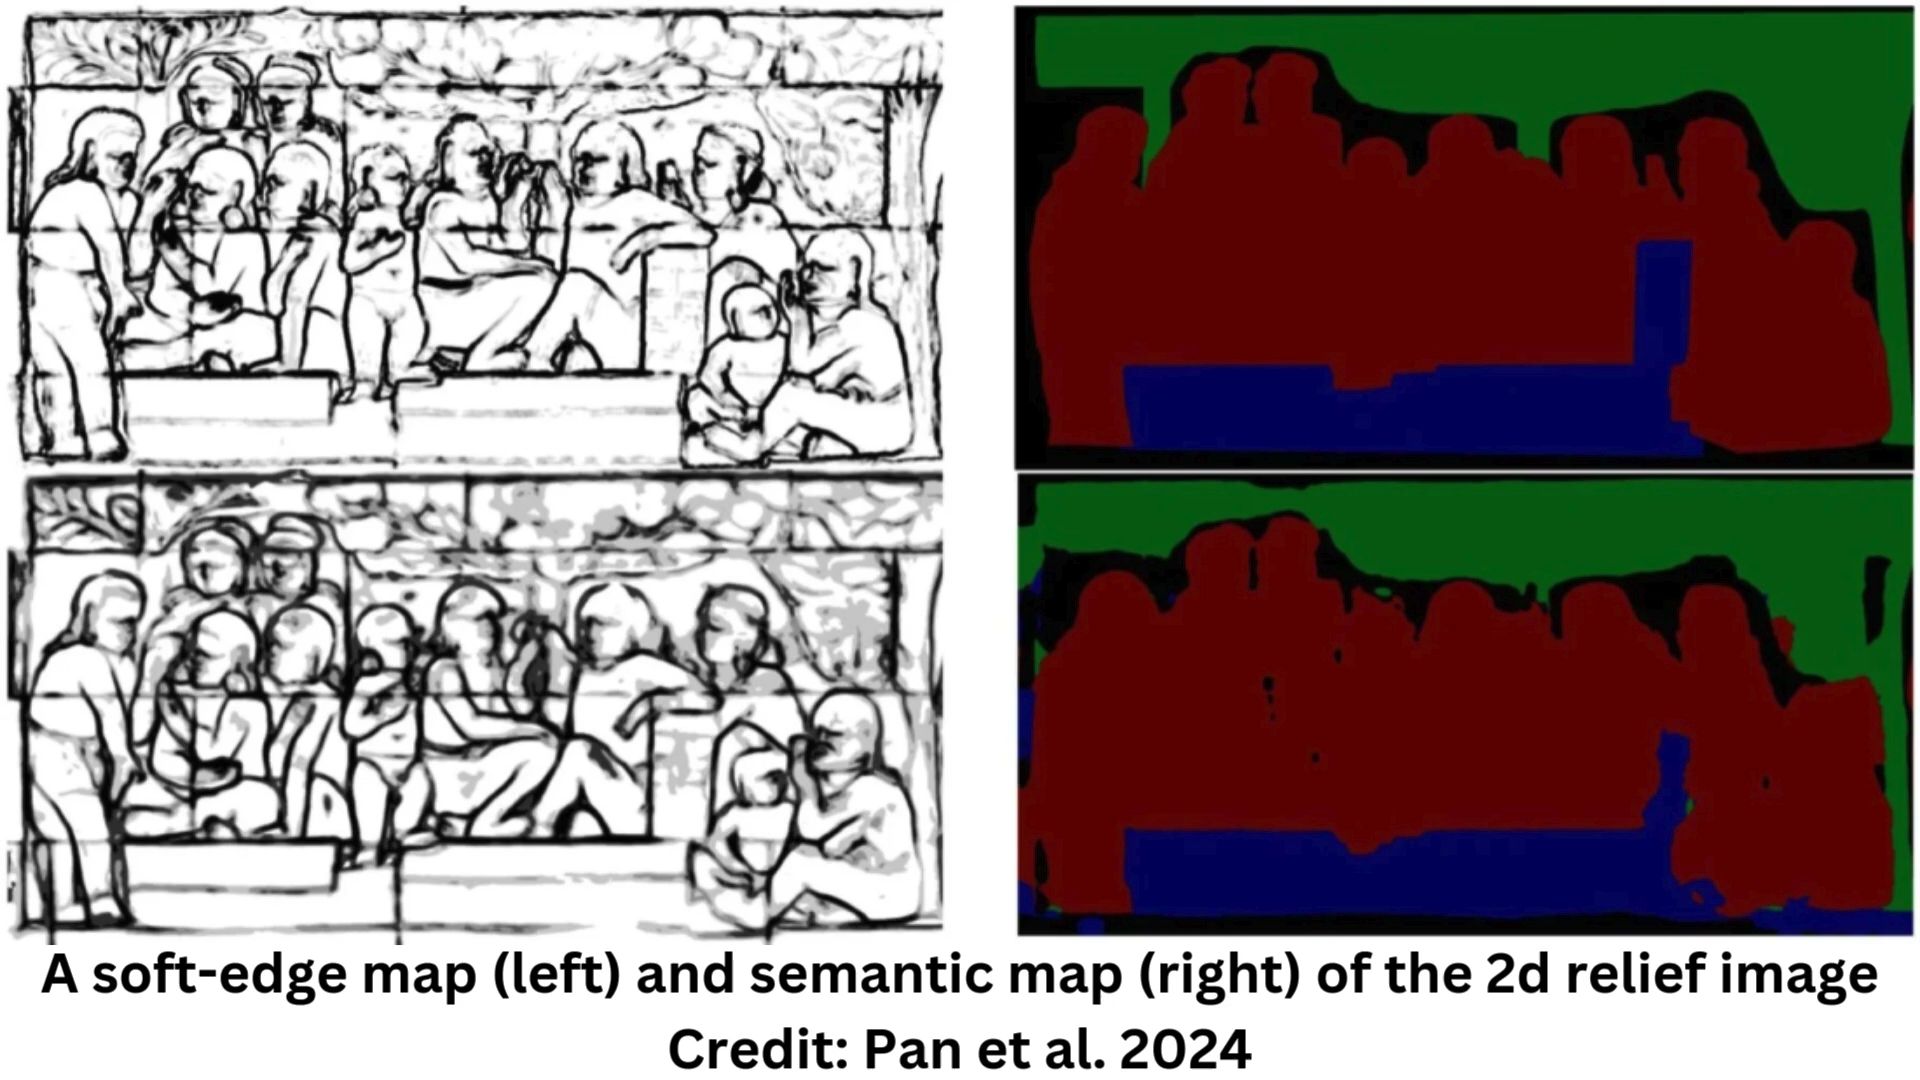 A soft-edge map (left) and semantic map (right) of the 2d relief image
Credit: Pan et al. 2024